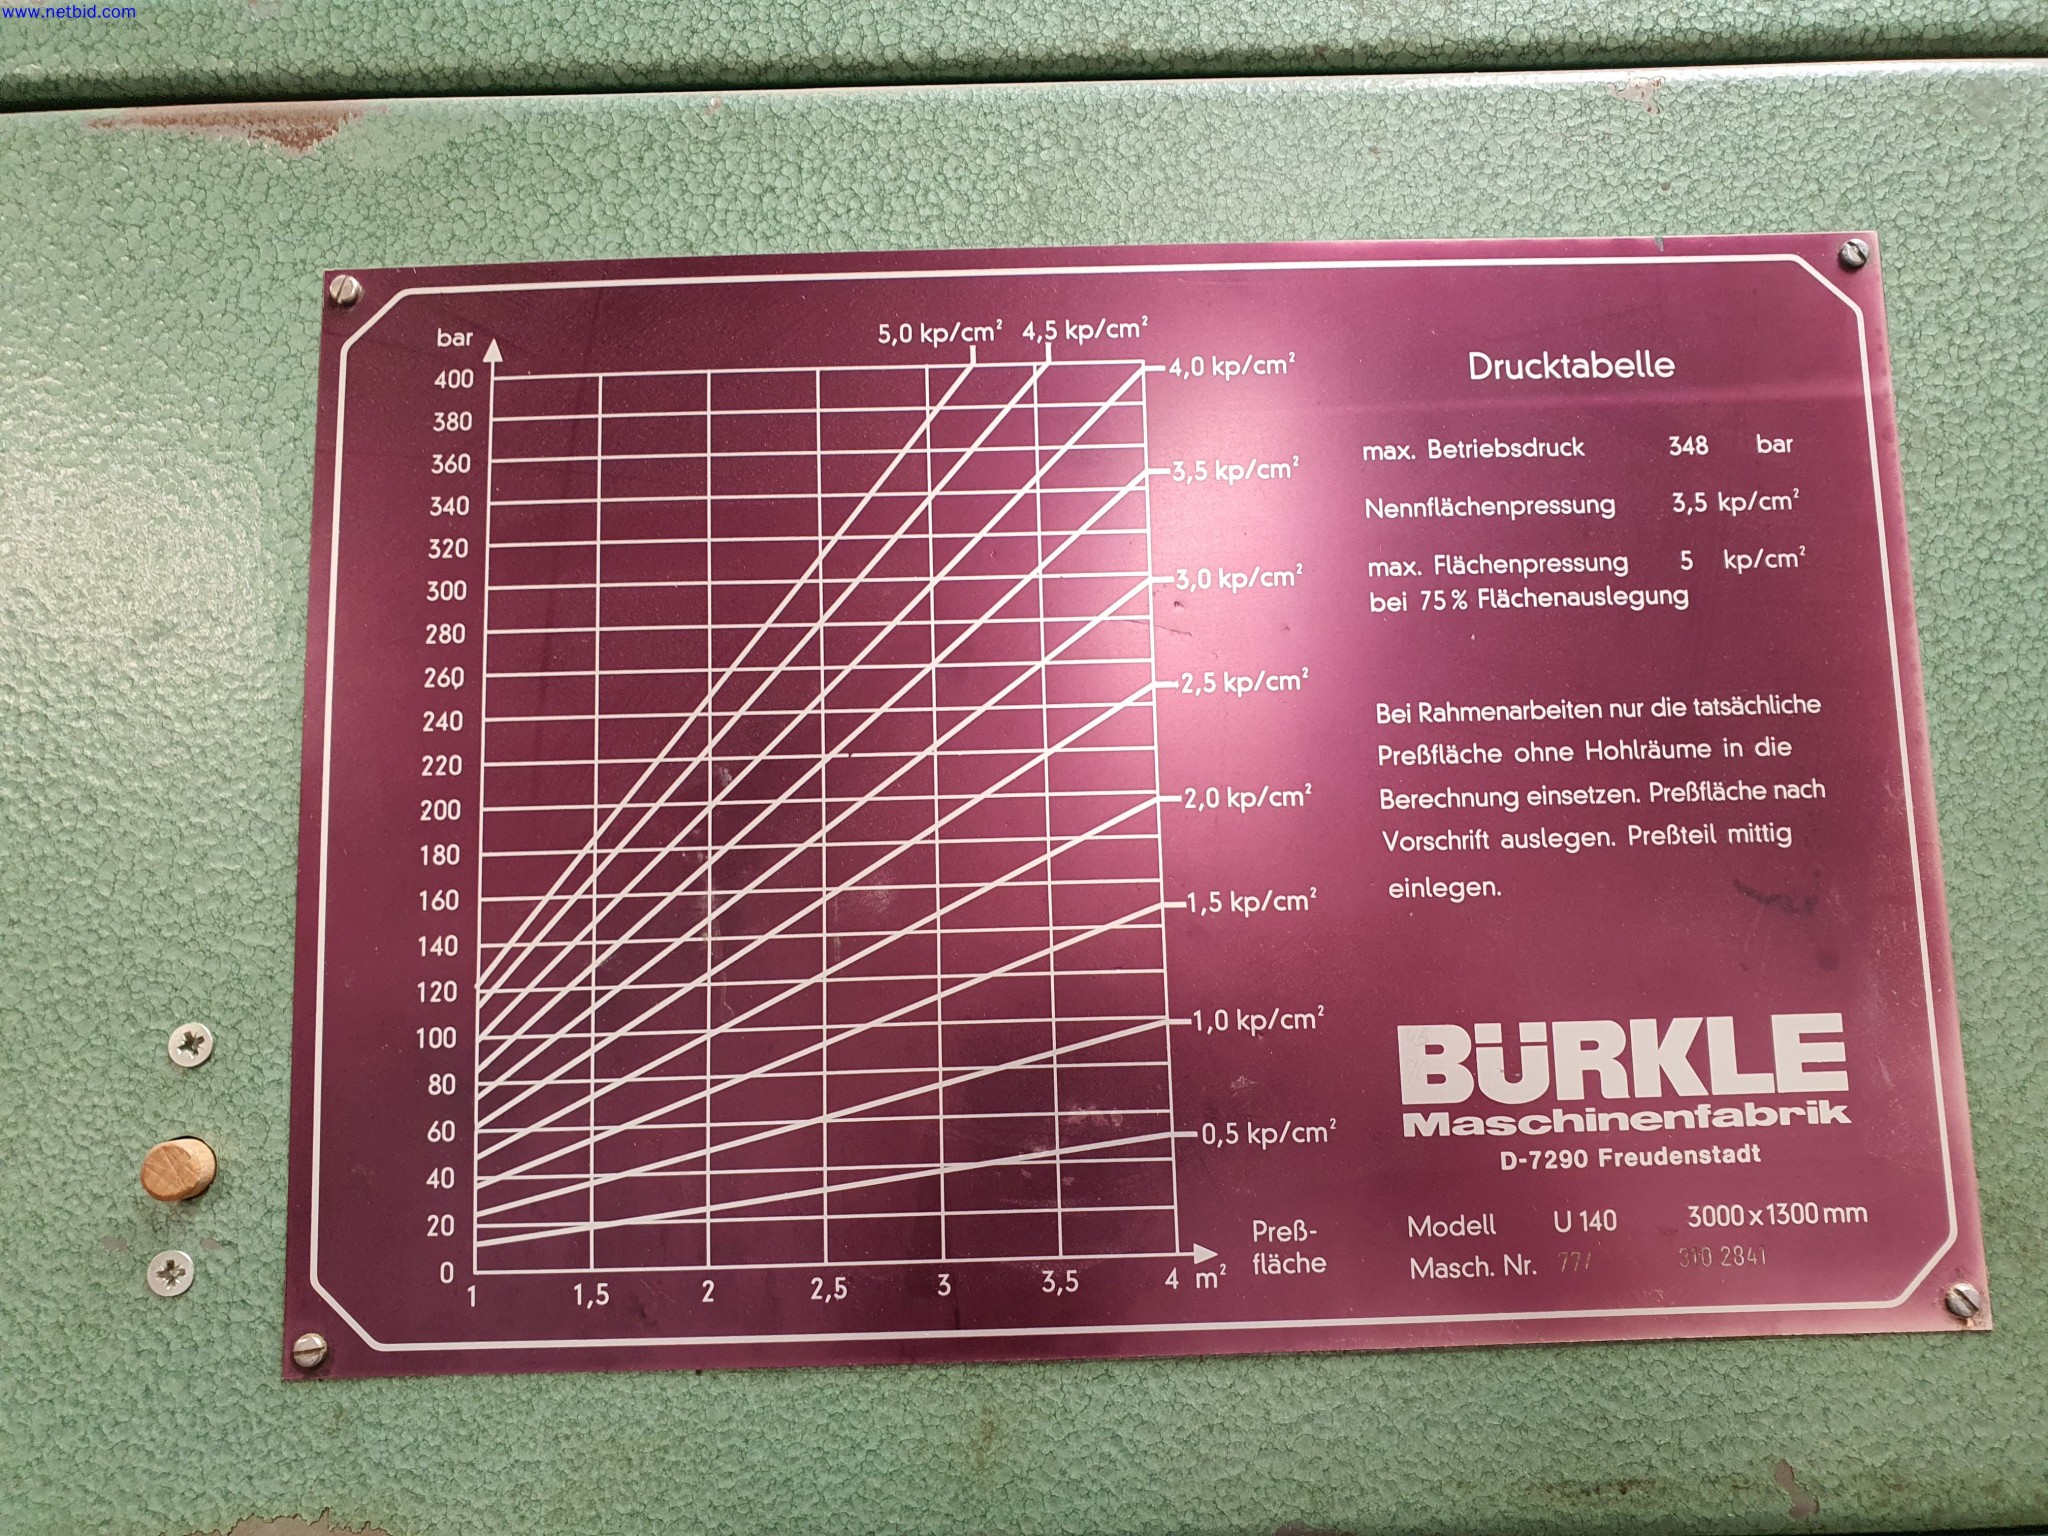 www.netbid.com
bar
5,0 kp/cm² 4,5 kp/cm²
4,0 kp/cm²
3,5 kp/cm²
3,0 kp/cm²
2,5 kp/cm²
2,0 kp/cm²
1,5 kp/cm²
1,0 kp/cm²
0,5 kp/cm²
400
380
360
340
320
300
280
260
240
220
200
180
160
140
120
100
80
60
40
20
0
1 1,5 2 2,5 3 3,5 4 m²
Preß-
fläche
Drucktabelle
max. Betriebsdruck 348 bar
Nennflächenpressung 3,5 kp/cm²
max. Flächenpressung 5 kp/cm²
bei 75% Flächenauslegung
Bei Rahmenarbeiten nur die tatsächliche
Preßfläche ohne Hohlräume in die
Berechnung einsetzen. Preßfläche nach
Vorschrift auslegen. Preßteil mittig
einlegen.
BÜRKLE
Maschinenfabrik
D-7290 Freudenstadt
Modell U 140 3000x1300 mm
Masch. Nr. 2841